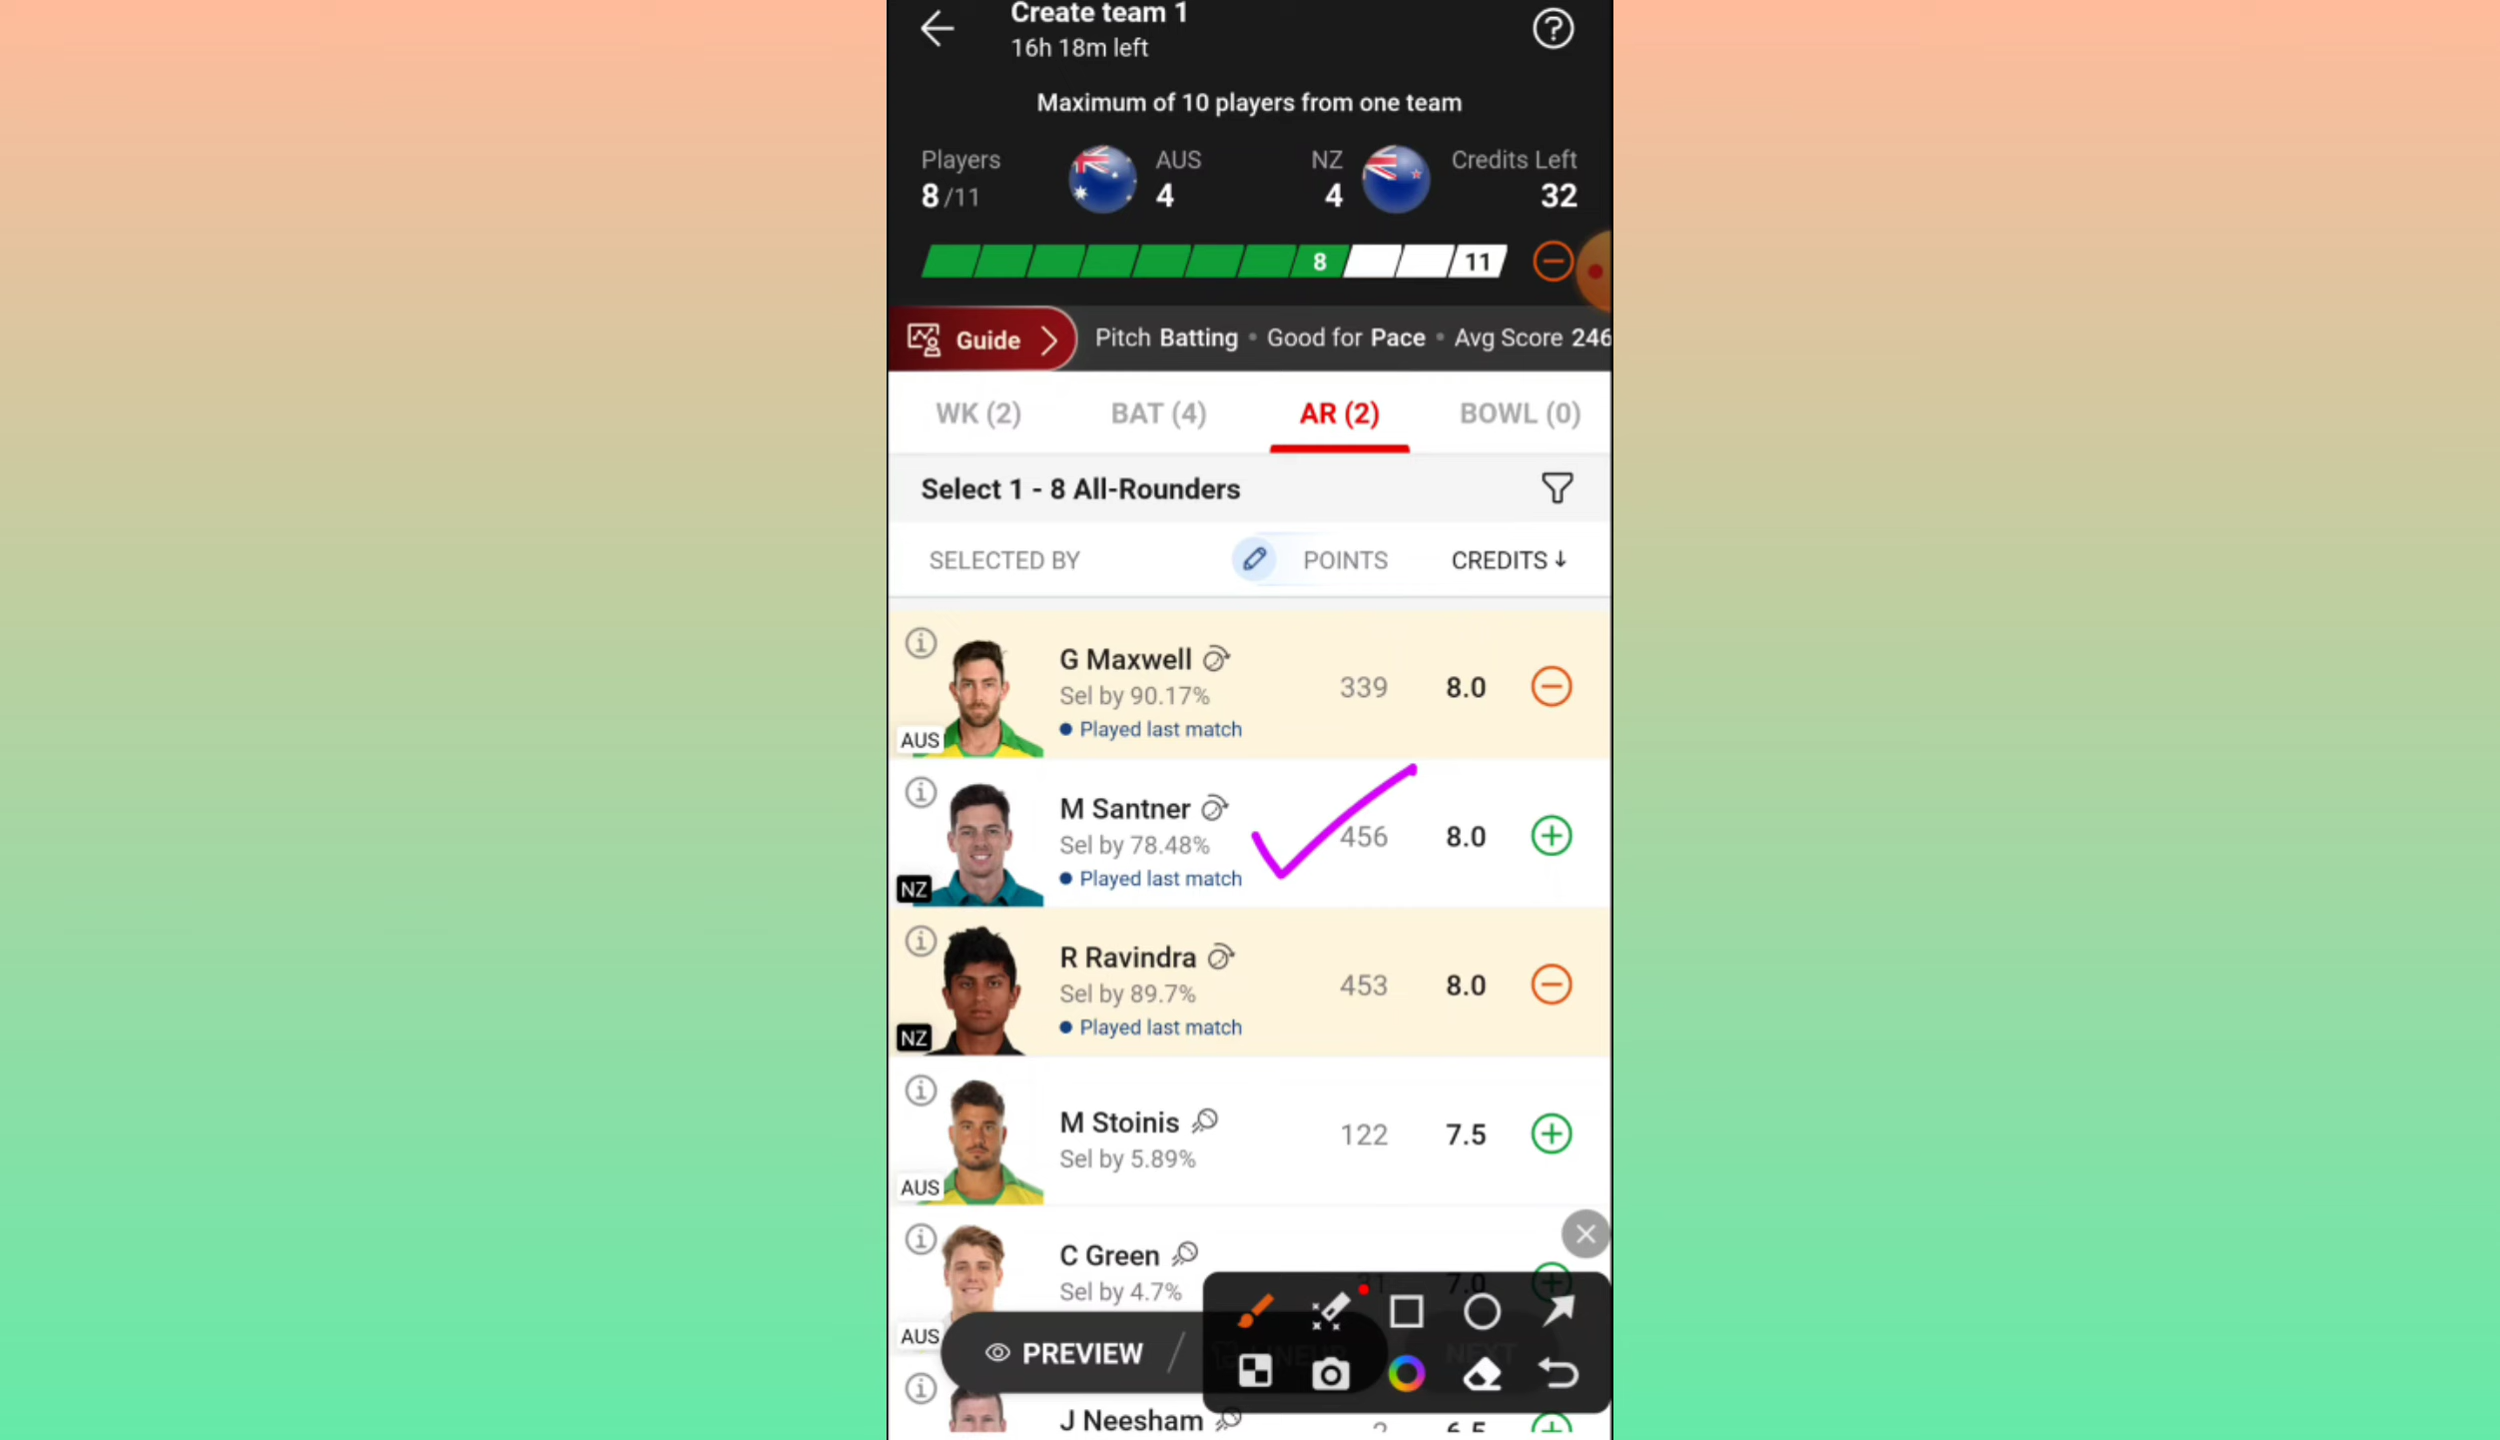 Create team 1
16h 18m left
Maximum of 10 players from one team
Players
8 /11
AUS
4
NZ
4
Credits Left
32
8
11
Guide
Pitch Batting • Good for Pace • Avg Score 246
WK (2)
BAT (4)
AR (2)
BOWL (0)
Select 1 - 8 All-Rounders
SELECTED BY
POINTS
CREDITS ↓
G Maxwell
Sel by 90.17%
Played last match
AUS
339
8.0
M Santner
Sel by 78.48%
Played last match
NZ
456
8.0
R Ravindra
Sel by 89.7%
Played last match
NZ
453
8.0
M Stoinis
Sel by 5.89%
AUS
122
7.5
C Green
Sel by 4.7%
AUS
7.0
PREVIEW
NEXT
J Neesham